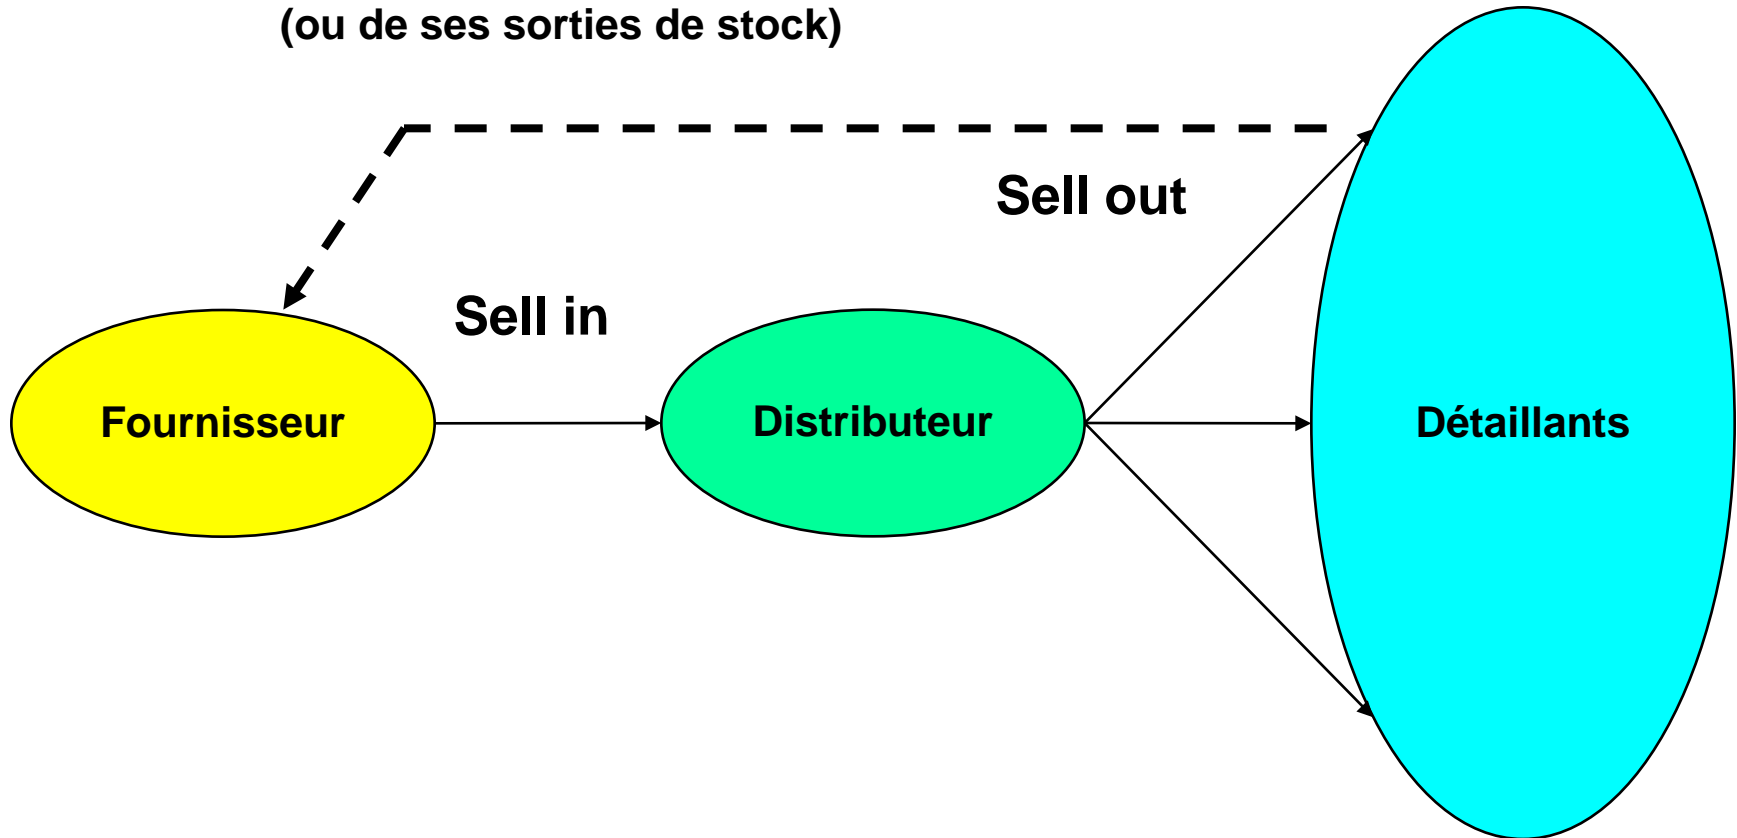 (ou de ses sorties de stock)
Sell out
Sell in
Fournisseur
Distributeur
Détaillants